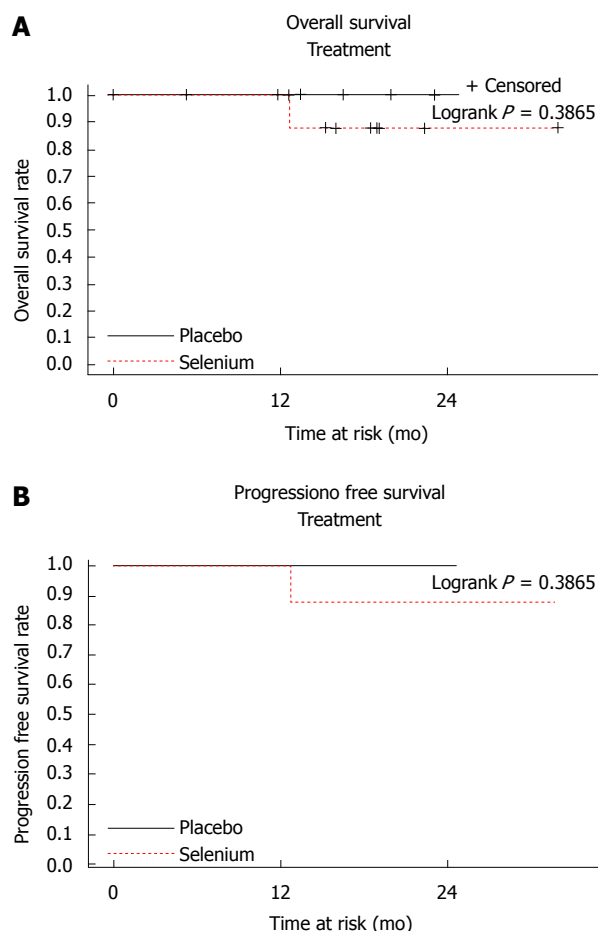 A
Overall survival
Treatment
+ Censored
Logrank P = 0.3865
1.0
0.9
0.8
0.7
0.6
0.5
0.4
0.3
0.2
0.1
0.0
Overall survival rate
Placebo
Selenium
0 12 24
Time at risk (mo)
B
Progressiono free survival
Treatment
Logrank P = 0.3865
1.0
0.9
0.8
0.7
0.6
0.5
0.4
0.3
0.2
0.1
0.0
Progression free survival rate
Placebo
Selenium
0 12 24
Time at risk (mo)